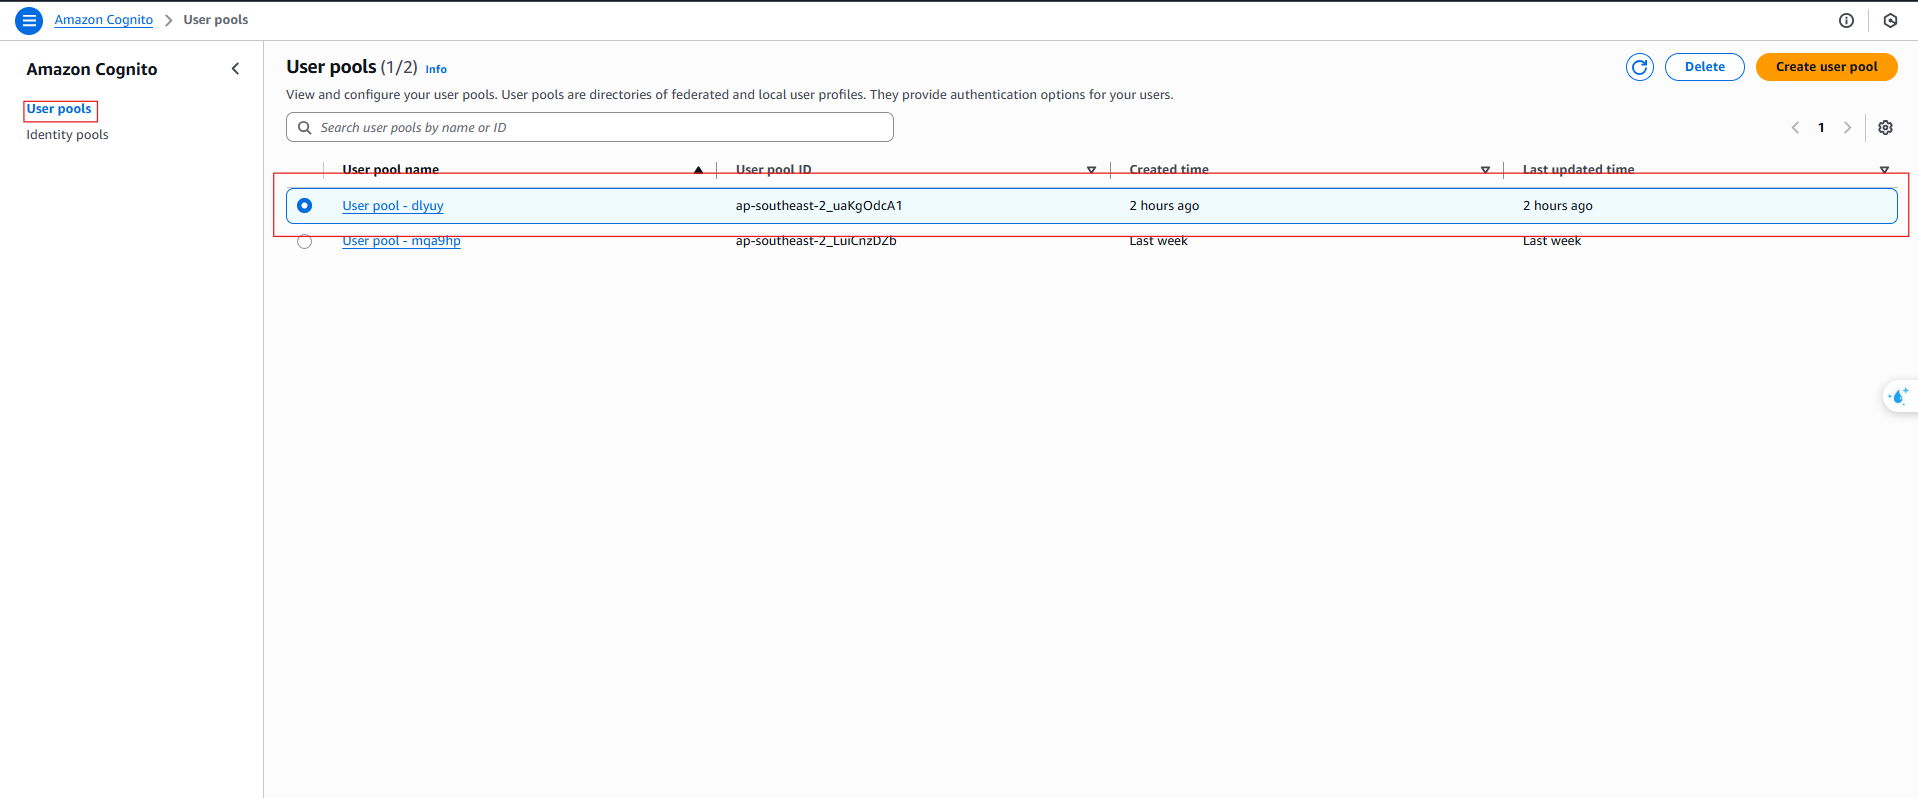 Amazon Cognito > User pools
Amazon Cognito
User pools
Identity pools
User pools (1/2) Info
Delete
Create user pool
View and configure your user pools. User pools are directories of federated and local user profiles. They provide authentication options for your users.
Search user pools by name or ID
1
User pool name User pool ID Created time Last updated time
User pool - dlyuy ap-southeast-2_uaKgOdcA1 2 hours ago 2 hours ago
User pool - mqa9hp ap-southeast-2_LuiCnzDZb Last week Last week